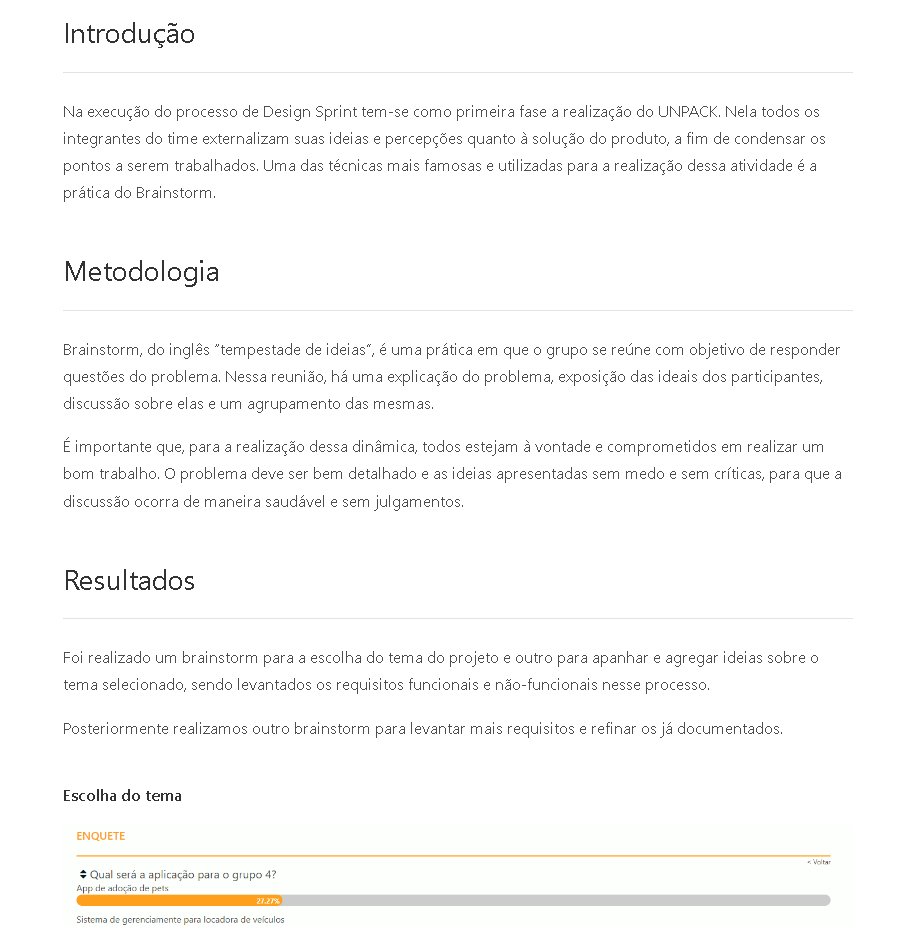 Introdução
Na execução do processo de Design Sprint tem-se como primeira fase a realização do UNPACK. Nela todos os
integrantes do time externalizam suas ideias e percepções quanto à solução do produto, a fim de condensar os
pontos a serem trabalhados. Uma das técnicas mais famosas e utilizadas para a realização dessa atividade é a
prática do Brainstorm.
Metodologia
Brainstorm, do inglês "tempestade de ideias", é uma prática em que o grupo se reúne com objetivo de responder
questões do problema. Nessa reunião, há uma explicação do problema, exposição das ideais dos participantes,
discussão sobre elas e um agrupamento das mesmas.
É importante que, para a realização dessa dinâmica, todos estejam à vontade e comprometidos em realizar um
bom trabalho. O problema deve ser bem detalhado e as ideias apresentadas sem medo e sem críticas, para que a
discussão ocorra de maneira saudável e sem julgamentos.
Resultados
Foi realizado um brainstorm para a escolha do tema do projeto e outro para apanhar e agregar ideias sobre o
tema selecionado, sendo levantados os requisitos funcionais e não-funcionais nesse processo.
Posteriormente realizamos outro brainstorm para levantar mais requisitos e refinar os já documentados.
Escolha do tema
ENQUETE
< Voltar
Qual será a aplicação para o grupo 4?
App de adoção de pets
27.27%
Sistema de gerenciamente para locadora de veículos